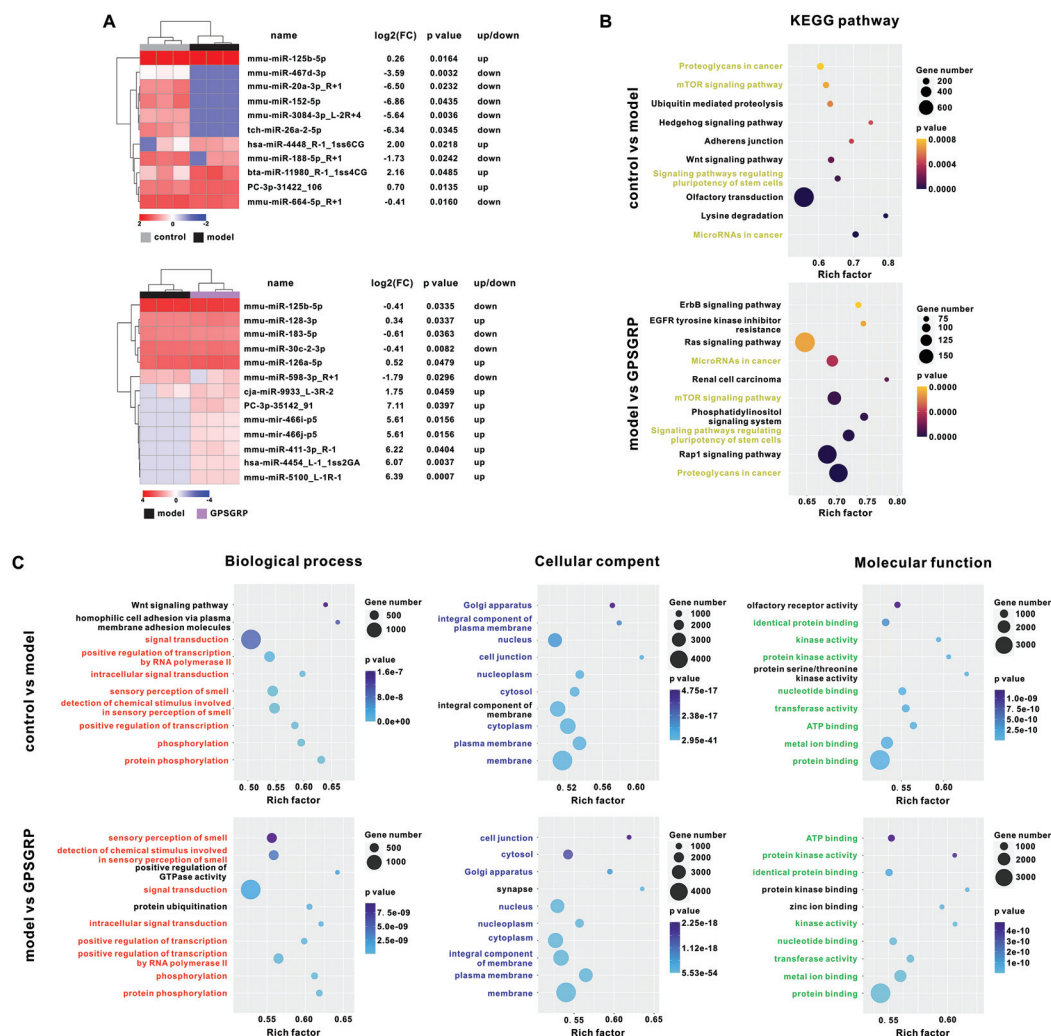 A
name log2(FC) p value up/down
mmu-miR-125b-5p 0.26 0.0164 up
mmu-miR-467d-3p -3.59 0.0032 down
mmu-miR-20a-3p_R+1 -6.50 0.0232 down
mmu-miR-152-5p -6.86 0.0435 down
mmu-miR-3084-3p_L-2R+4 -5.64 0.0036 down
tch-miR-26a-2-5p -6.34 0.0345 down
hsa-miR-4448_R-1_1ss6CG 2.00 0.0218 up
mmu-miR-188-5p_R+1 -1.73 0.0242 down
bta-miR-11980_R-1_1ss4CG 2.16 0.0485 up
PC-3p-31422_106 0.70 0.0135 up
mmu-miR-664-5p_R+1 -0.41 0.0160 down
2 0 -2
control model
name log2(FC) p value up/down
mmu-miR-125b-5p -0.41 0.0335 down
mmu-miR-128-3p 0.34 0.0337 up
mmu-miR-183-5p -0.61 0.0363 down
mmu-miR-30c-2-3p -0.41 0.0082 down
mmu-miR-126a-5p 0.52 0.0479 up
mmu-miR-598-3p_R+1 -1.79 0.0296 down
cja-miR-9933_L-3R-2 1.75 0.0459 up
PC-3p-35142_91 7.11 0.0397 up
mmu-mir-466i-p5 5.61 0.0156 up
mmu-mir-466j-p5 5.61 0.0156 up
mmu-miR-411-3p_R-1 6.22 0.0404 up
hsa-miR-4454_L-1_1ss2GA 6.07 0.0037 up
mmu-miR-5100_L-1R-1 6.39 0.0007 up
4 0 -4
model GPSGRP
B
KEGG pathway
control vs model
Proteoglycans in cancer
mTOR signaling pathway
Ubiquitin mediated proteolysis
Hedgehog signaling pathway
Adherens junction
Wnt signaling pathway
Signaling pathways regulating
pluripotency of stem cells
Olfactory transduction
Lysine degradation
MicroRNAs in cancer
0.6 0.7 0.8
Rich factor
Gene number
200
400
600
p value
0.0008
0.0004
0.0000
model vs GPSGRP
ErbB signaling pathway
EGFR tyrosine kinase inhibitor
resistance
Ras signaling pathway
MicroRNAs in cancer
Renal cell carcinoma
mTOR signaling pathway
Phosphatidylinositol
signaling system
Signaling pathways regulating
pluripotency of stem cells
Rap1 signaling pathway
Proteoglycans in cancer
0.65 0.70 0.75 0.80
Rich factor
Gene number
75
100
125
150
p value
0.0000
0.0000
0.0000
C
control vs model
Biological process
Wnt signaling pathway
homophilic cell adhesion via plasma
membrane adhesion molecules
signal transduction
positive regulation of transcription
by RNA polymerase II
intracellular signal transduction
sensory perception of smell
detection of chemical stimulus involved
in sensory perception of smell
positive regulation of transcription
phosphorylation
protein phosphorylation
0. 50 0.55 0.60 0.65
Rich factor
Gene number
500
1000
p value
1.6e-7
8.0e-8
0.0e+00
Cellular compent
Golgi apparatus
integral component of
plasma membrane
nucleus
cell junction
nucleoplasm
cytosol
integral component of
membrane
cytoplasm
plasma membrane
membrane
0. 52 0.56 0.60
Rich factor
Gene number
1000
2000
3000
4000
p value
4.75e-17
2.38e-17
2.95e-41
Molecular function
olfactory receptor activity
identical protein binding
kinase activity
protein kinase activity
protein serine/threonine
kinase activity
nucleotide binding
transferase activity
ATP binding
metal ion binding
protein binding
0. 55 0.60
Rich factor
Gene number
1000
2000
3000
p value
1.0e-09
7.5e-10
5.0e-10
2.5e-10
model vs GPSGRP
sensory perception of smell
detection of chemical stimulus involved
in sensory perception of smell
positive regulation of
GTPase activity
signal transduction
protein ubiquitination
intracellular signal transduction
positive regulation of transcription
positive regulation of transcription
by RNA polymerase II
phosphorylation
protein phosphorylation
0. 55 0.60 0.65
Rich factor
Gene number
500
1000
p value
7. 5e-09
5.0e-09
2.5e-09
cell junction
cytosol
Golgi apparatus
synapse
nucleus
nucleoplasm
cytoplasm
integral component
of membrane
plasma membrane
membrane
0. 55 0.60 0.65
Rich factor
Gene number
1000
2000
3000
4000
p value
2.25e-18
1.12e-18
5.53e-54
ATP binding
protein kinase activity
identical protein binding
protein kinase binding
zinc ion binding
kinase activity
nucleotide binding
transferase activity
metal ion binding
protein binding
0. 55 0.60
Rich factor
Gene number
1000
2000
3000
p value
4e-10
3e-10
2e-10
1e-10